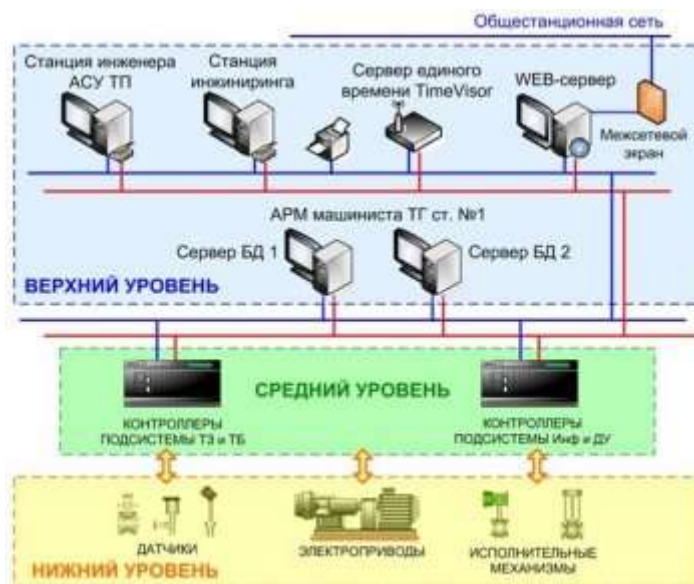 Общестанционная сеть
Станция инженера
АСУ ТП
Станция
инжиниринга
Сервер единого
времени TimeVisor
WEB-сервер
Межсетевой
экран
АРМ машиниста ТГ ст. №1
Сервер БД 1
Сервер БД 2
ВЕРХНИЙ УРОВЕНЬ
СРЕДНИЙ УРОВЕНЬ
КОНТРОЛЛЕРЫ
ПОДСИСТЕМЫ ТЗ и ТБ
КОНТРОЛЛЕРЫ
ПОДСИСТЕМЫ Инф и ДУ
ДАТЧИКИ
ЭЛЕКТРОПРИВОДЫ
ИСПОЛНИТЕЛЬНЫЕ
МЕХАНИЗМЫ
НИЖНИЙ УРОВЕНЬ